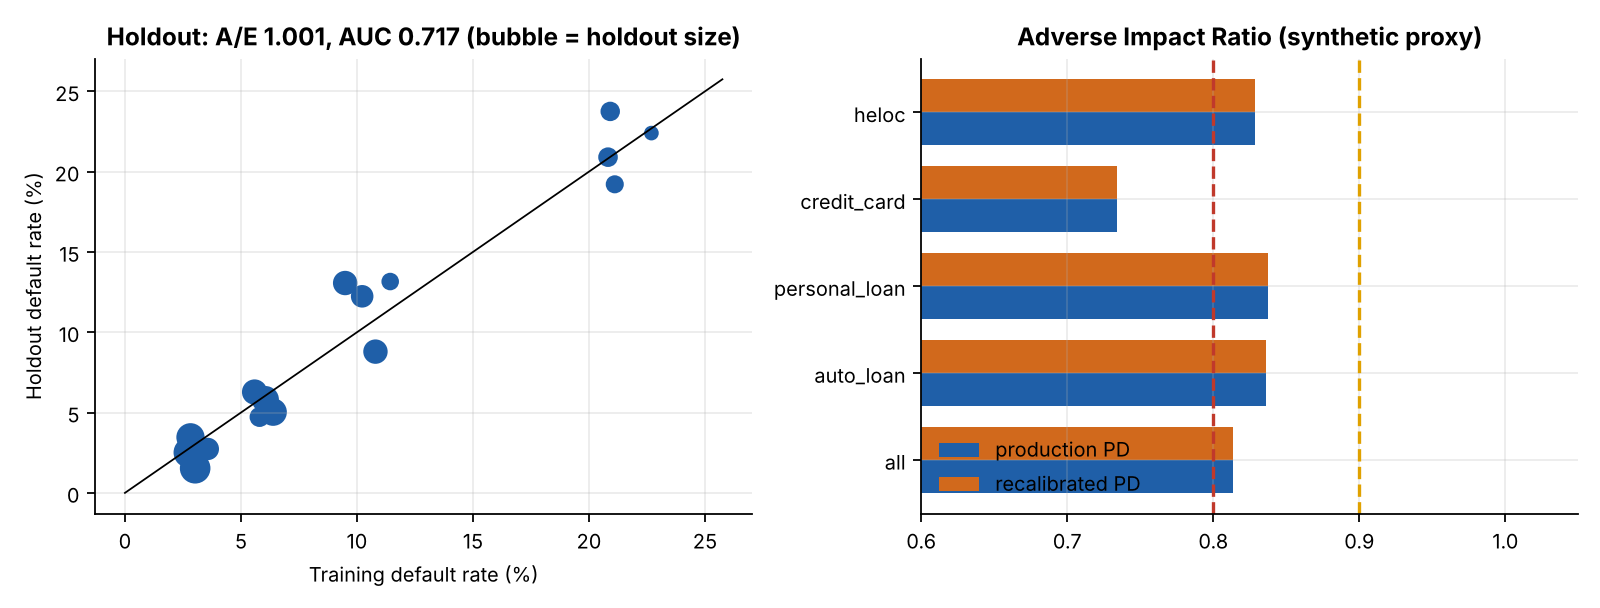 Holdout: A/E 1.001, AUC 0.717 (bubble = holdout size)
Holdout default rate (%)
25
20
15
10
5
0
0 5 10 15 20 25
Training default rate (%)
Adverse Impact Ratio (synthetic proxy)
heloc
credit_card
personal_loan
auto_loan
all
production PD
recalibrated PD
0.6 0.7 0.8 0.9 1.0